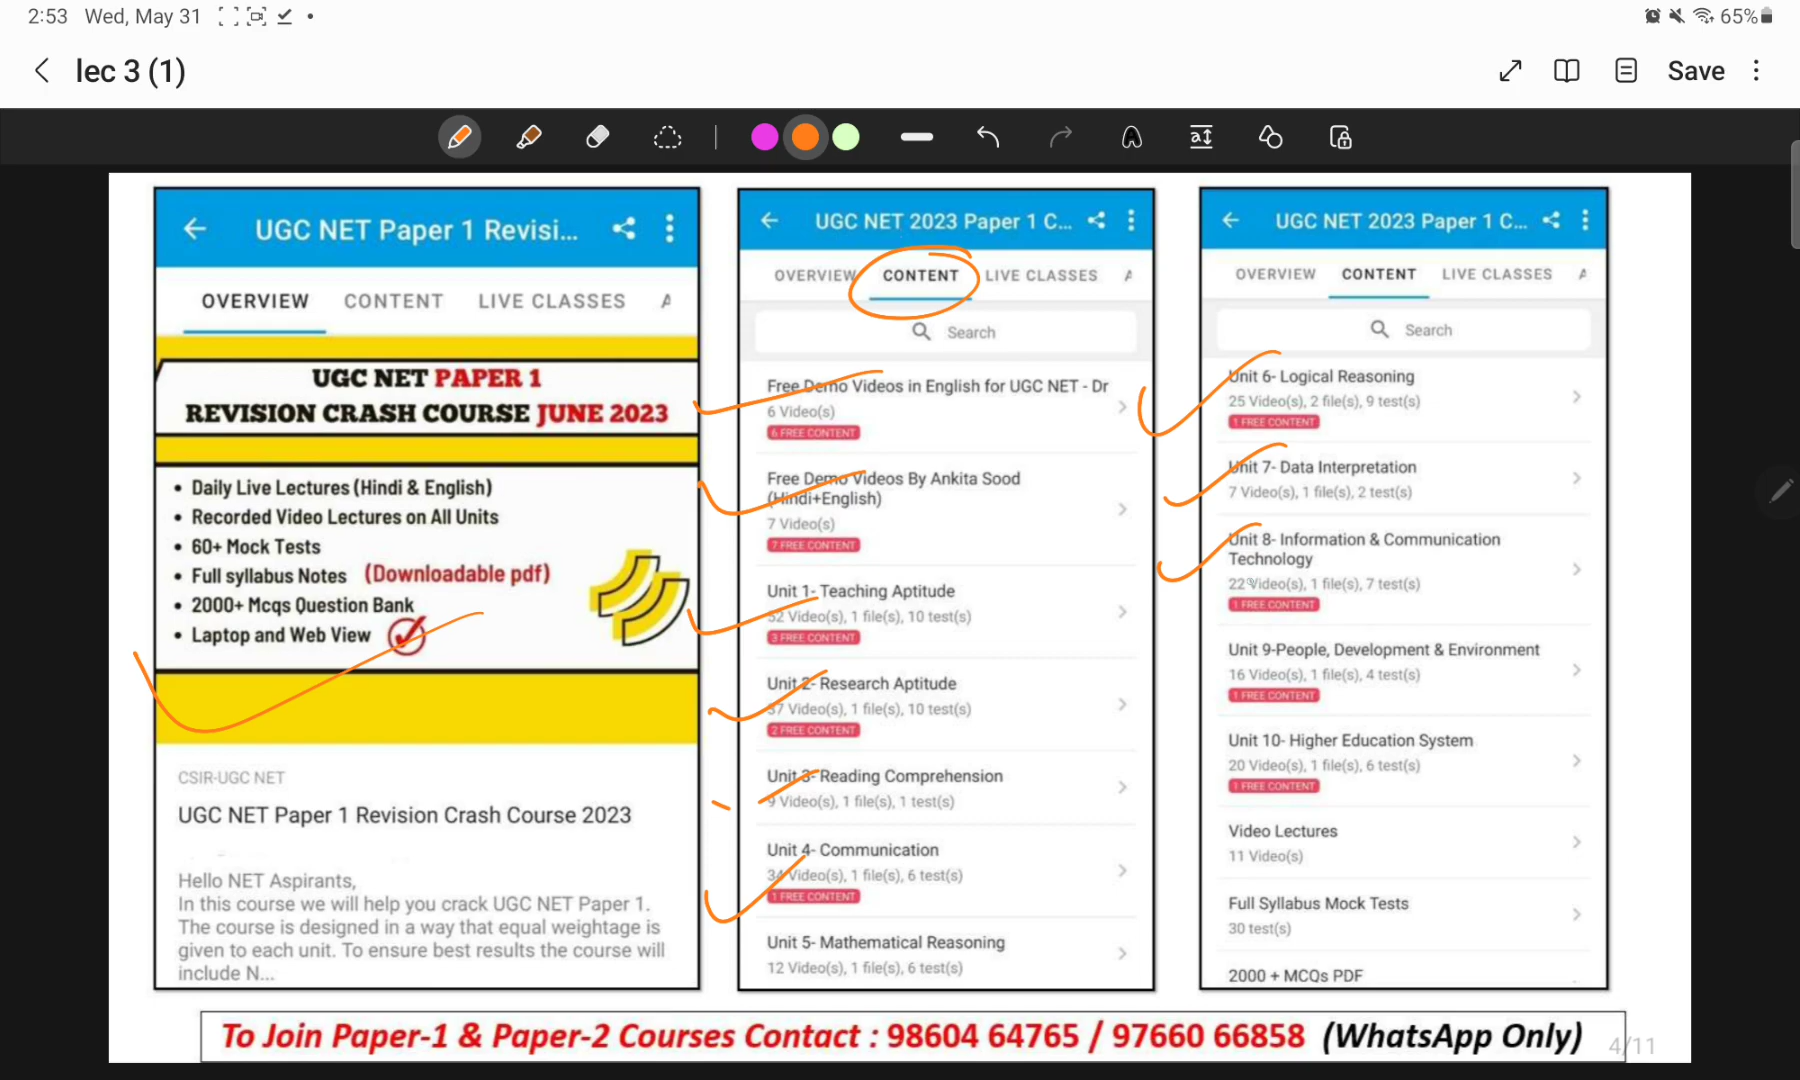 2:53 Wed, May 31
65%
lec 3 (1)
Save
UGC NET Paper 1 Revisi...
OVERVIEW CONTENT LIVE CLASSES A
UGC NET PAPER 1
REVISION CRASH COURSE JUNE 2023
• Daily Live Lectures (Hindi & English)
• Recorded Video Lectures on All Units
• 60+ Mock Tests
• Full syllabus Notes (Downloadable pdf)
• 2000+ Mcqs Question Bank
• Laptop and Web View
CSIR-UGC NET
UGC NET Paper 1 Revision Crash Course 2023
Hello NET Aspirants,
In this course we will help you crack UGC NET Paper 1.
The course is designed in a way that equal weightage is
given to each unit. To ensure best results the course will
include N...
UGC NET 2023 Paper 1 C...
OVERVIEW CONTENT LIVE CLASSES A
Search
Free Demo Videos in English for UGC NET - Dr
6 Video(s)
6 FREE CONTENT
Free Demo Videos By Ankita Sood
(Hindi+English)
7 Video(s)
7 FREE CONTENT
Unit 1- Teaching Aptitude
52 Video(s), 1 file(s), 10 test(s)
3 FREE CONTENT
Unit 2- Research Aptitude
37 Video(s), 1 file(s), 10 test(s)
2 FREE CONTENT
Unit 3- Reading Comprehension
9 Video(s), 1 file(s), 1 test(s)
Unit 4- Communication
34 Video(s), 1 file(s), 6 test(s)
1 FREE CONTENT
Unit 5- Mathematical Reasoning
12 Video(s), 1 file(s), 6 test(s)
UGC NET 2023 Paper 1 C...
OVERVIEW CONTENT LIVE CLASSES A
Search
Unit 6- Logical Reasoning
25 Video(s), 2 file(s), 9 test(s)
1 FREE CONTENT
Unit 7- Data Interpretation
7 Video(s), 1 file(s), 2 test(s)
Unit 8- Information & Communication
Technology
22 Video(s), 1 file(s), 7 test(s)
1 FREE CONTENT
Unit 9-People, Development & Environment
16 Video(s), 1 file(s), 4 test(s)
1 FREE CONTENT
Unit 10- Higher Education System
20 Video(s), 1 file(s), 6 test(s)
1 FREE CONTENT
Video Lectures
11 Video(s)
Full Syllabus Mock Tests
30 test(s)
2000 + MCQs PDF
To Join Paper-1 & Paper-2 Courses Contact : 98604 64765 / 97660 66858 (WhatsApp Only)
4/11